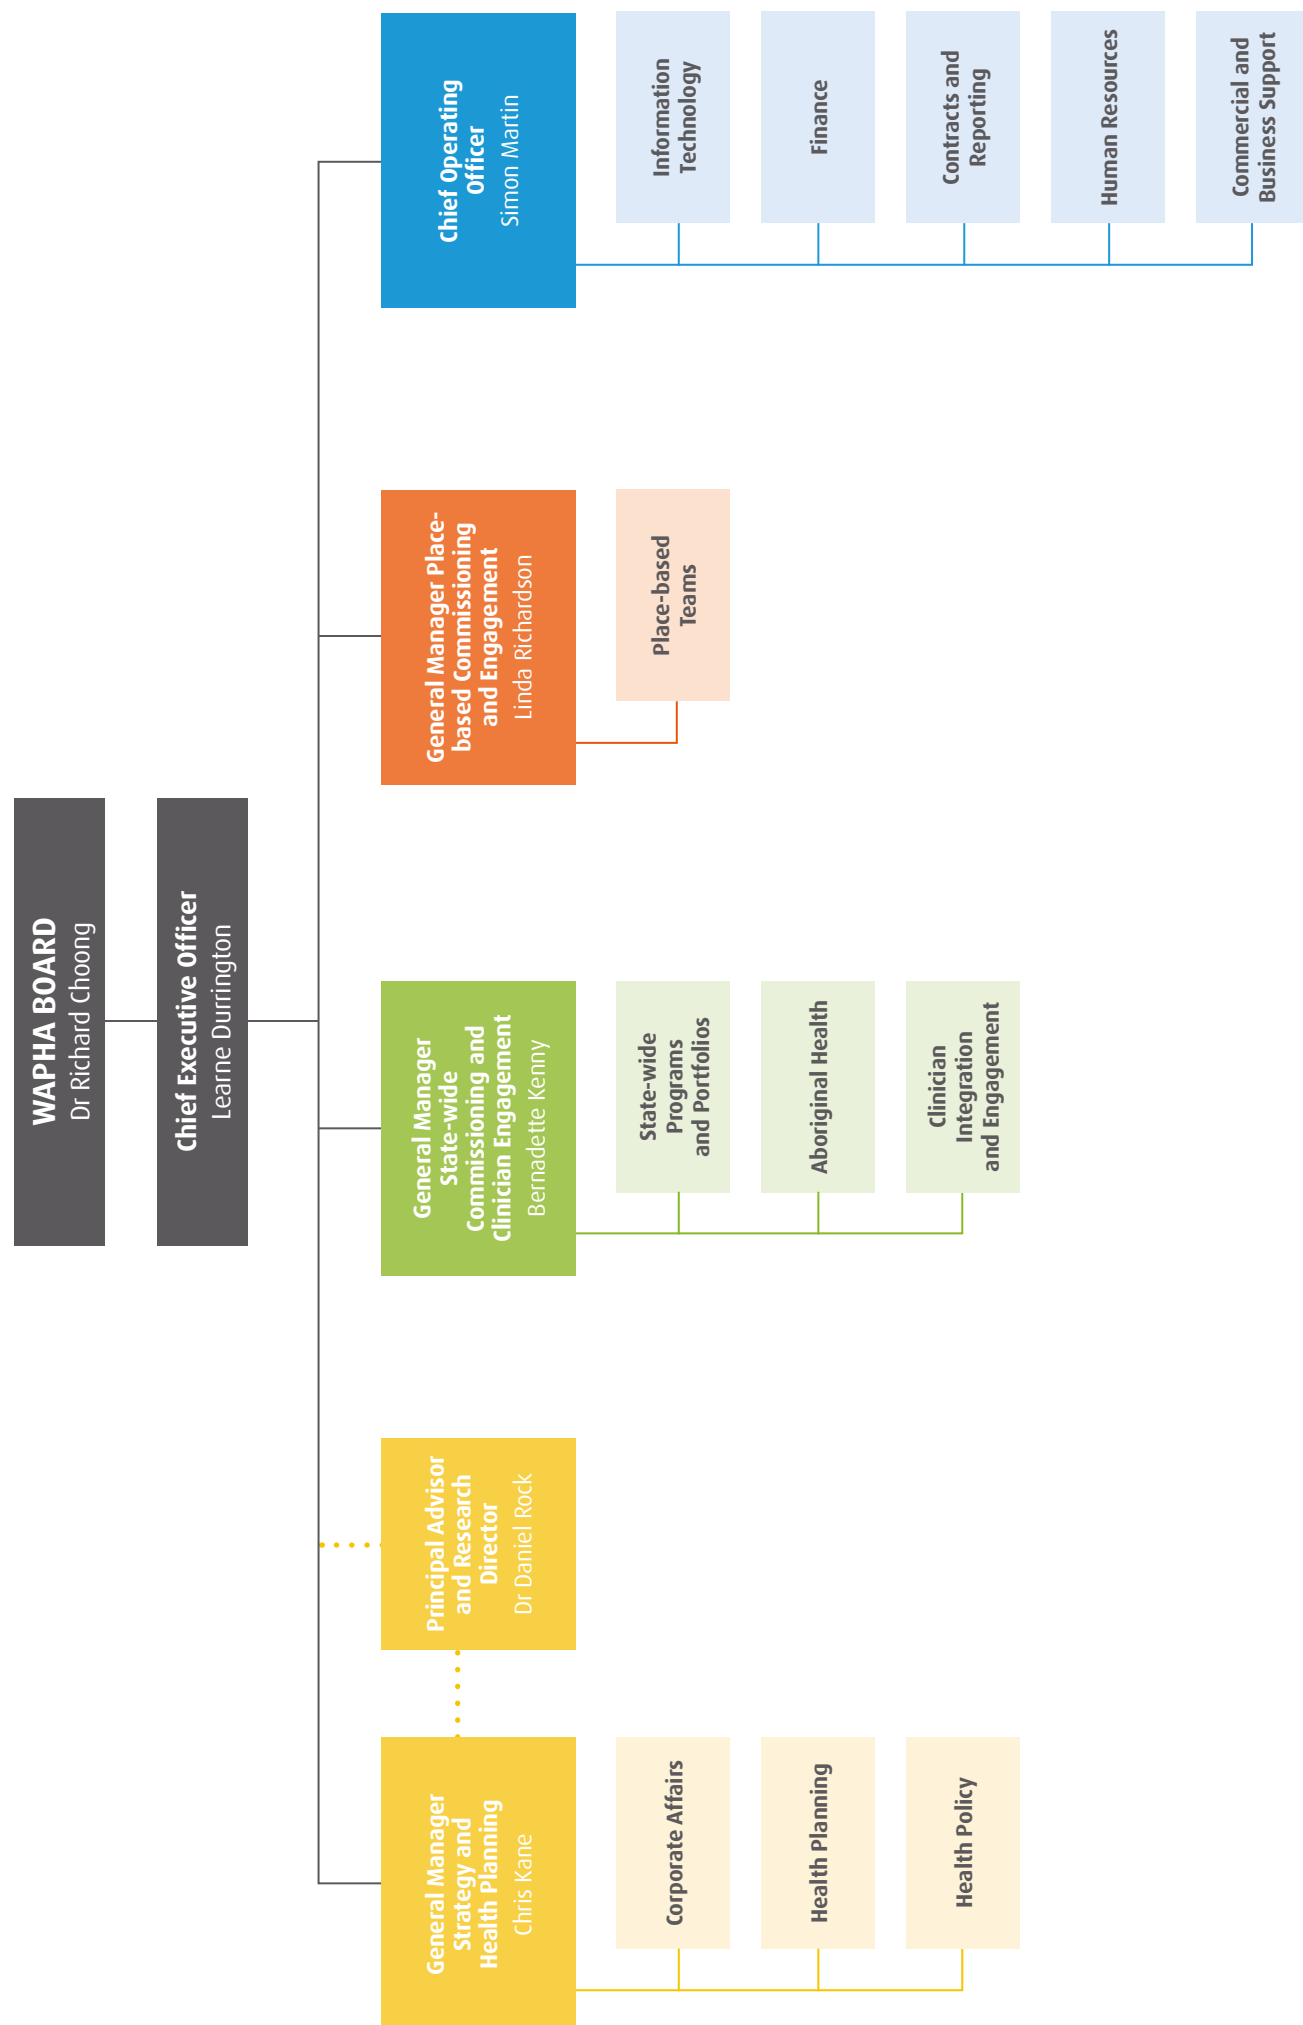 WAPHA BOARD
Dr Richard Choong
Chief Executive Officer
Learne Durrington
General Manager
Strategy and
Health Planning
Chris Kane
Corporate Affairs
Health Planning
Health Policy
Principal Advisor
and Research
Director
Dr Daniel Rock
General Manager
State-wide
Commissioning and
Clinician Engagement
Bernadette Kenny
State-wide
Programs
and Portfolios
Aboriginal Health
Clinician
Integration
and Engagement
General Manager Place-
based Commissioning
and Engagement
Linda Richardson
Place-based
Teams
Chief Operating
Officer
Simon Martin
Information
Technology
Finance
Contracts and
Reporting
Human Resources
Commercial and
Business Support